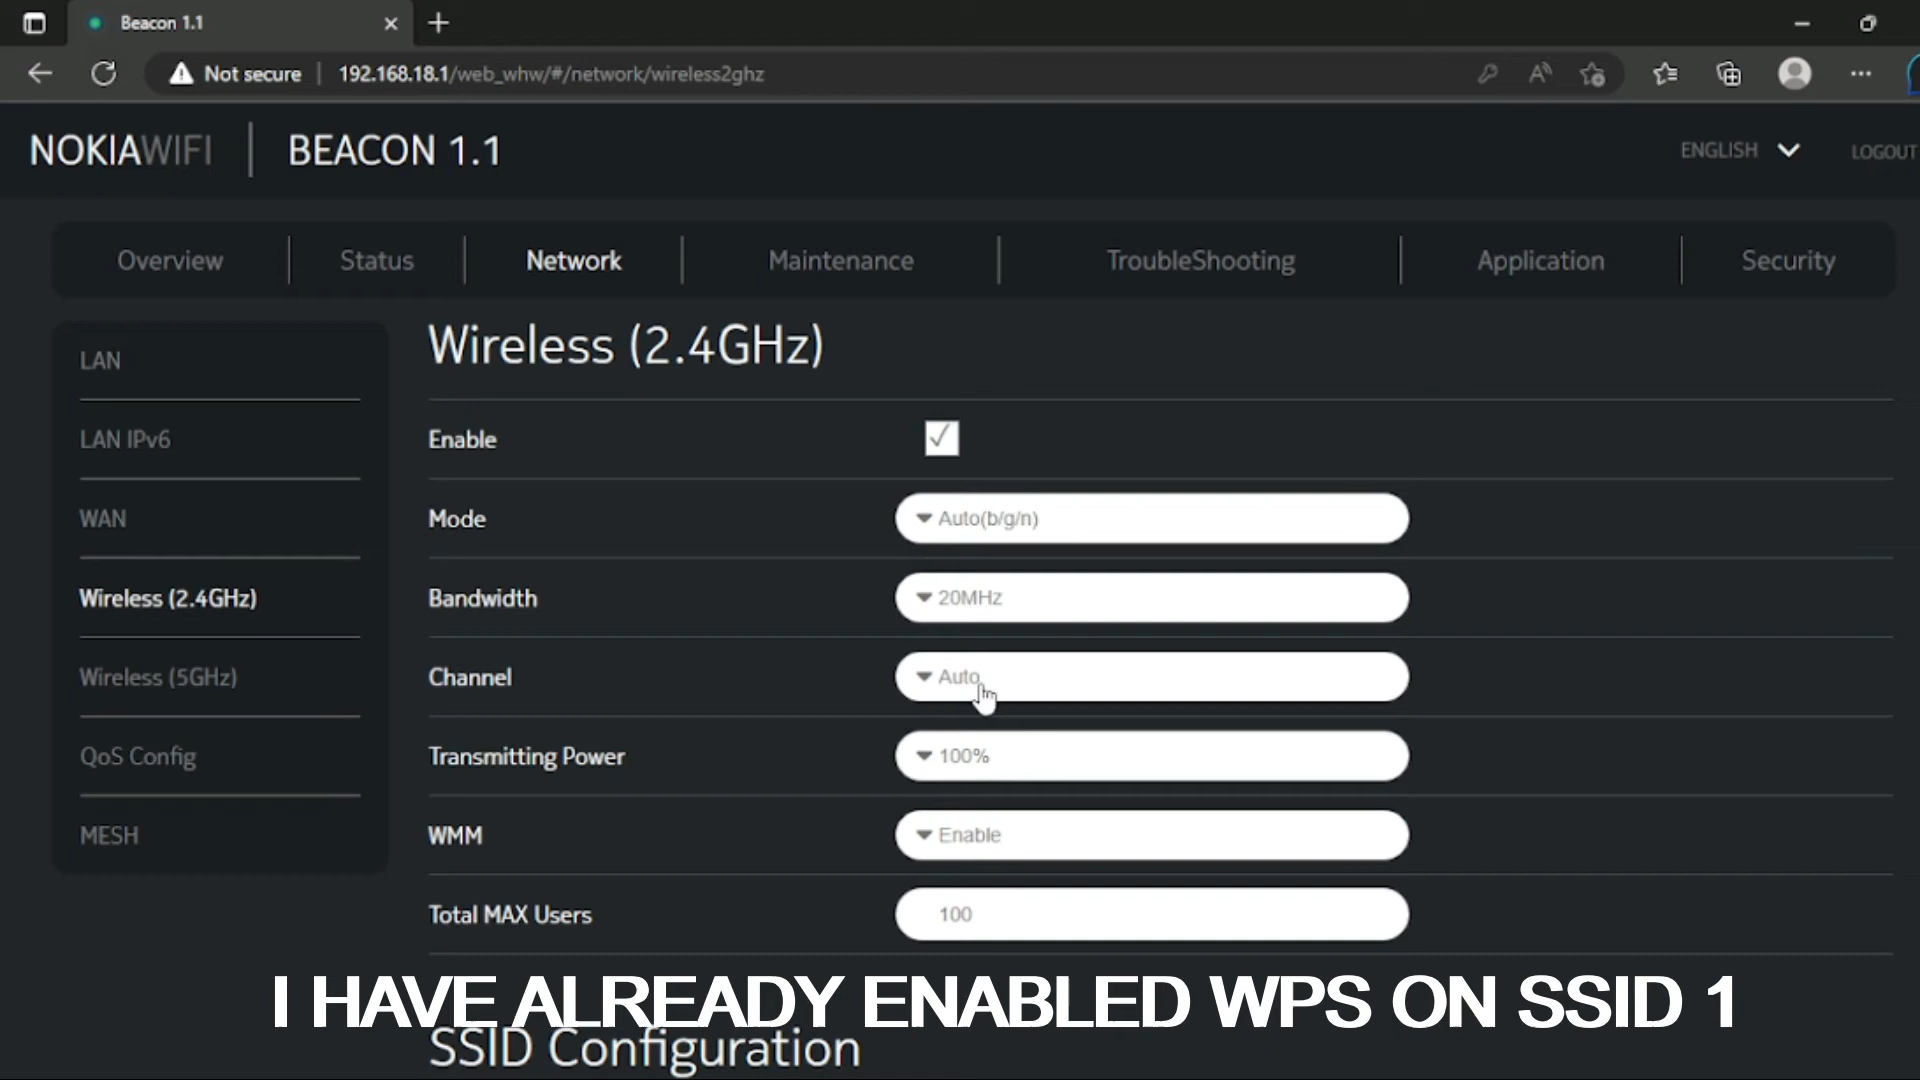 Beacon 1.1
Not secure 192.168.18.1/web_whw/#/network/wireless2ghz
NOKIAWIFI BEACON 1.1 ENGLISH LOGOUT
Overview Status Network Maintenance TroubleShooting Application Security
LAN
LAN IPv6
WAN
Wireless (2.4GHz)
Wireless (5GHz)
QoS Config
MESH
Wireless (2.4GHz)
Enable
Mode Auto(b/g/n)
Bandwidth 20MHz
Channel Auto
Transmitting Power 100%
WMM Enable
Total MAX Users 100
I HAVE ALREADY ENABLED WPS ON SSID 1
SSID Configuration